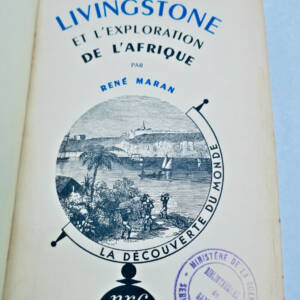 LIVINGSTONE
ET L'EXPLORATION
DE L'AFRIQUE
PAR
RENÉ MARAN
LA DÉCOUVERTE DU MONDE
nrf
MINISTÈRE DE LA